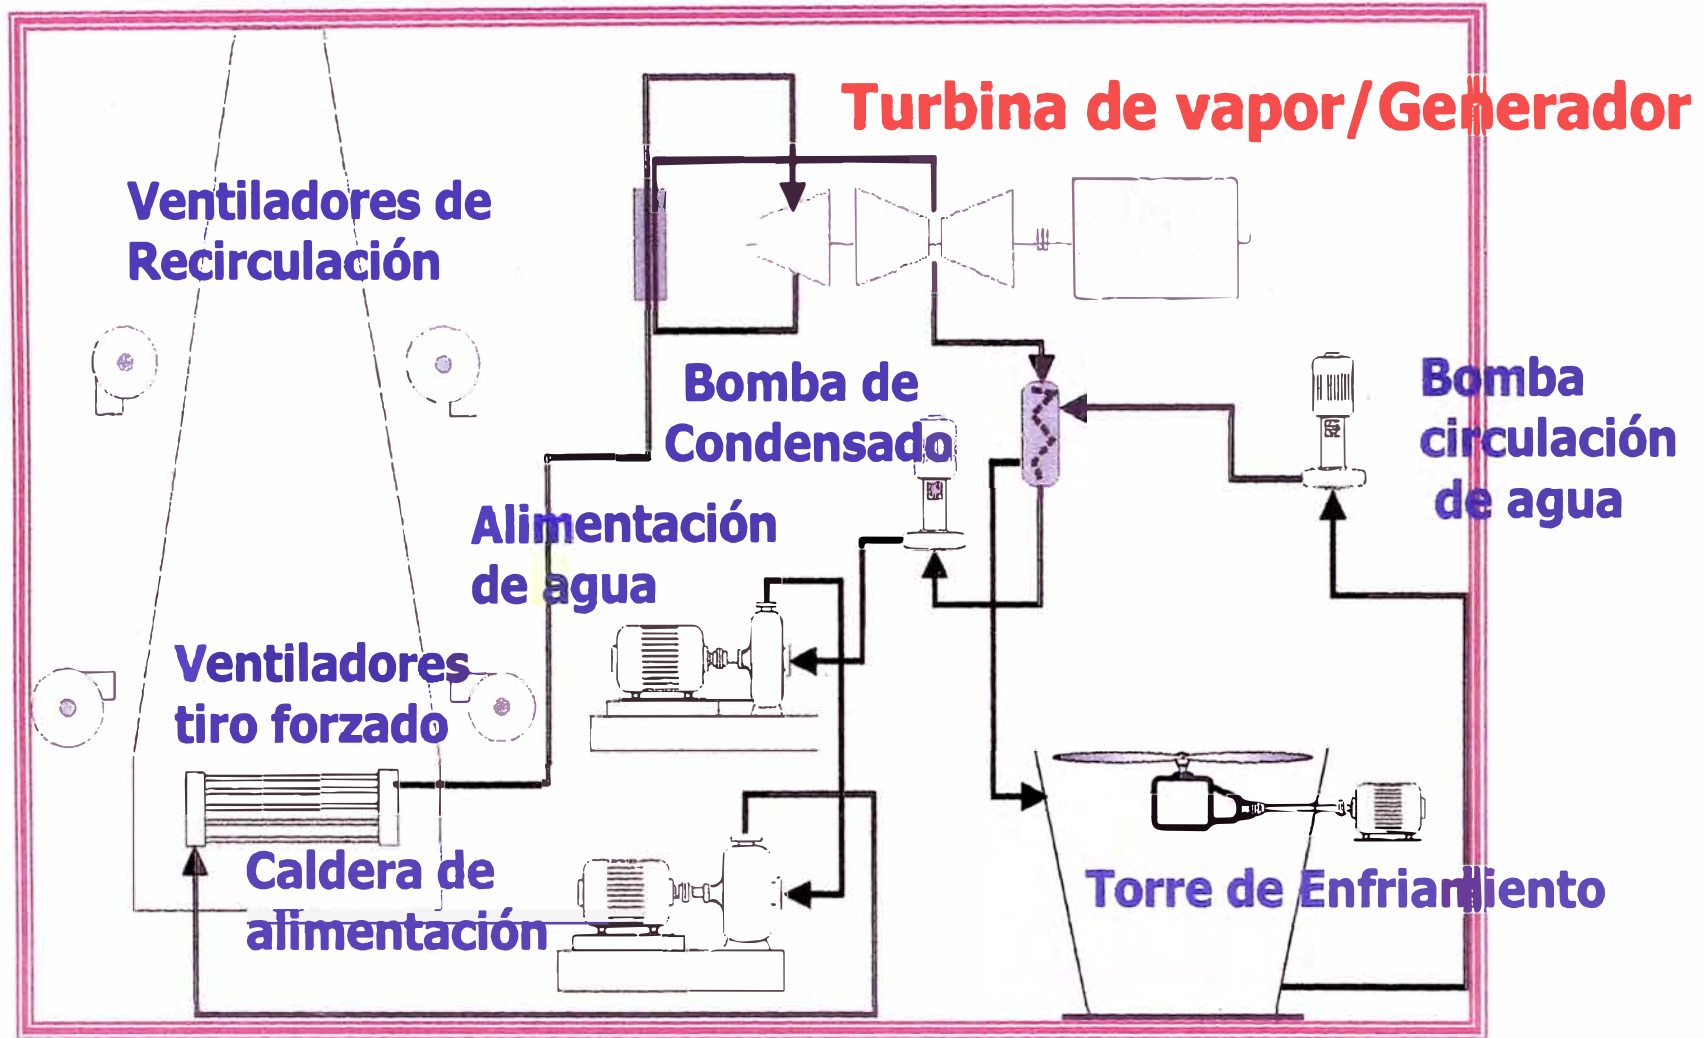 Turbina de vapor/Generador
Ventiladores de
Recirculación
Bomba de
Condensado
Bomba
circulación
de agua
Alimentación
de agua
Ventiladores
tiro forzado
Caldera de
alimentación
Torre de Enfriamiento